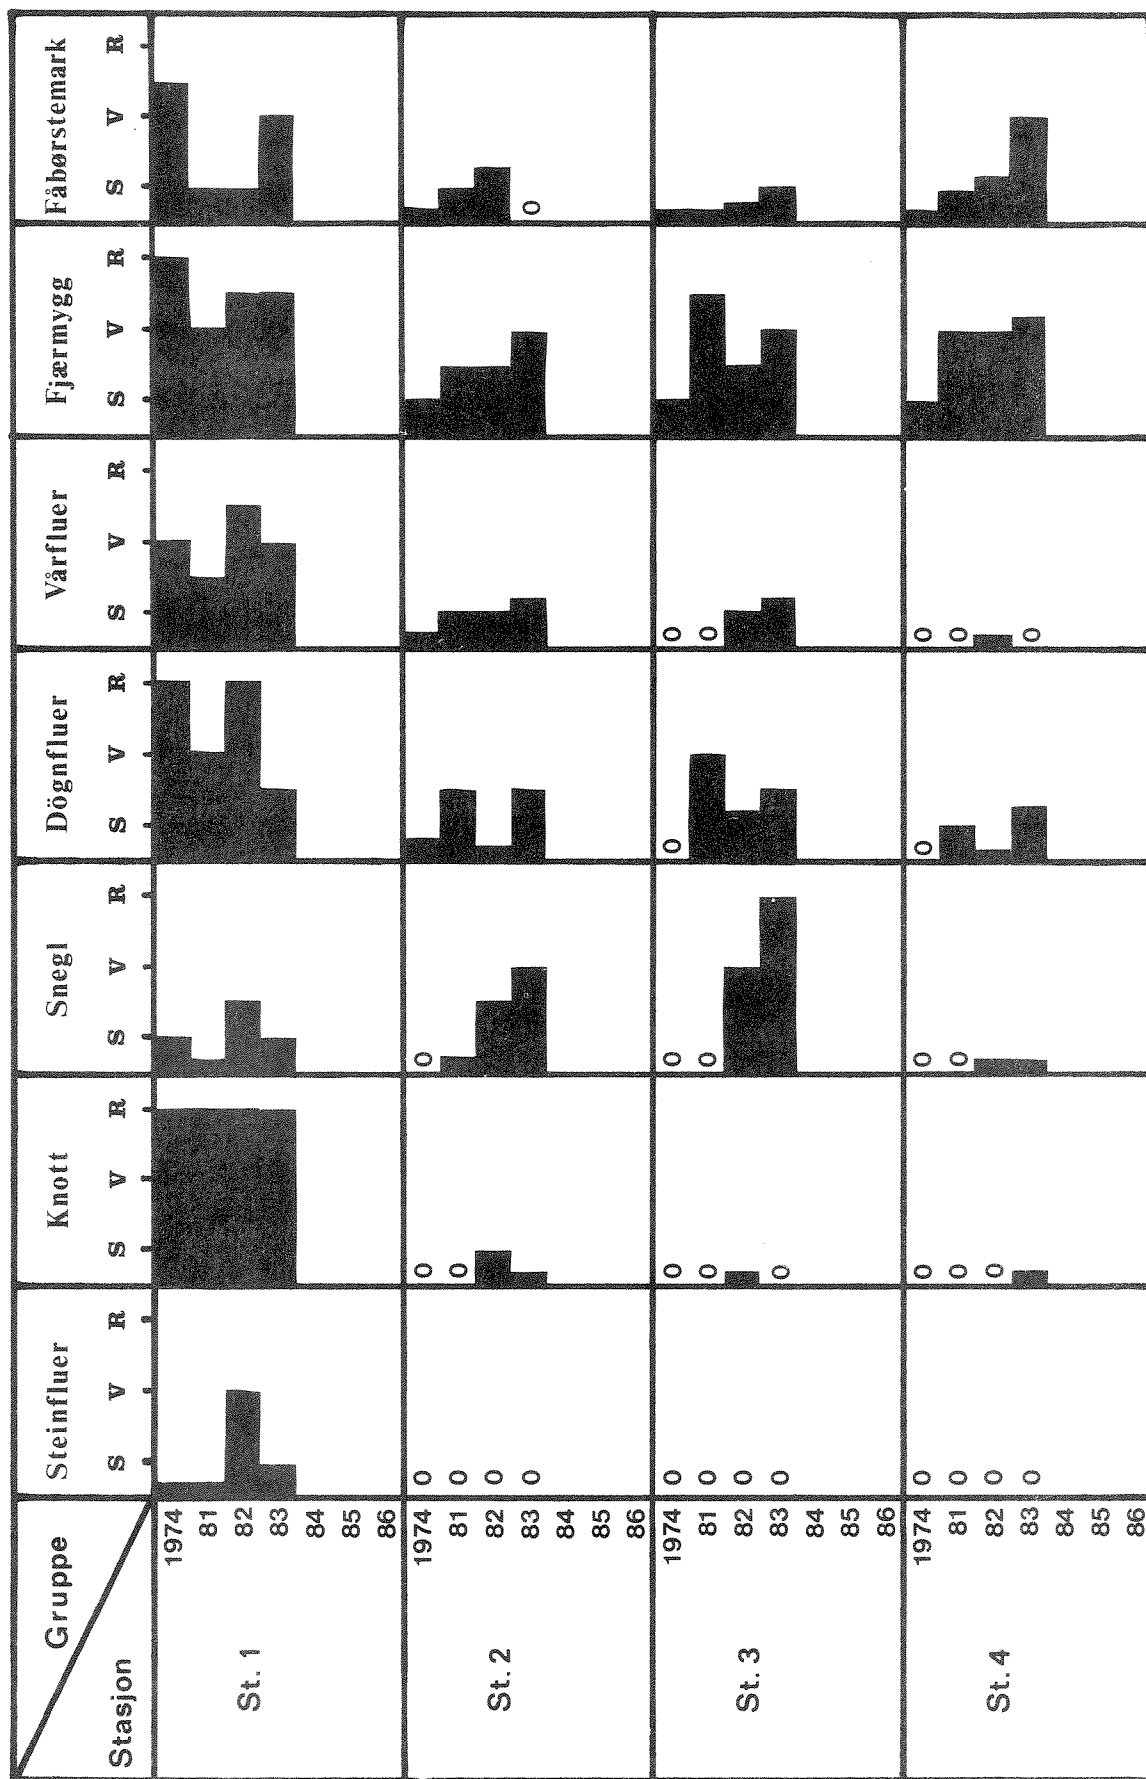 Gruppe Steinfluer Knott Snegl Dögnfluer Vårfluer Fjærmygg Fåbørstemark
Stasjon S V R S V R S V R S V R S V R S V R S V R
1974
81
St. 1 82
83
84
85
86
1974 O O O
81 O O
St. 2 82 O
83 O O
84
85
86
1974 O O O O O
81 O O O O
St. 3 82 O
83 O O
84
85
86
1974 O O O O O
81 O O O O
St. 4 82 O O
83 O O
84
85
86